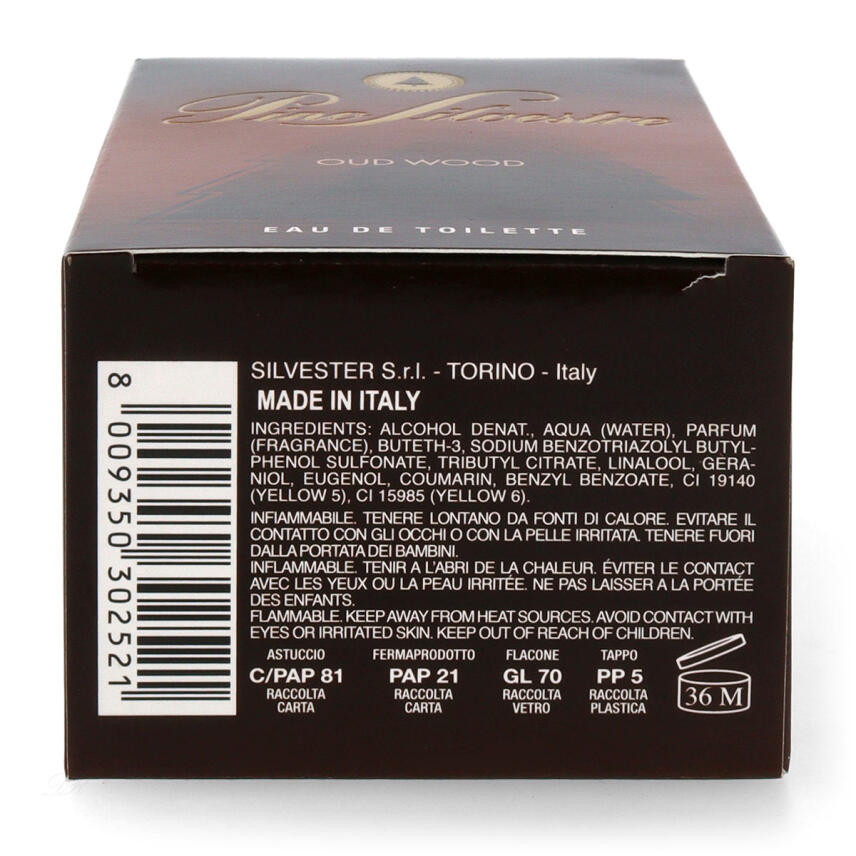 Pino Silvestre
OUD WOOD
EAU DE TOILETTE
SILVESTER S.r.l. - TORINO - Italy
MADE IN ITALY
INGREDIENTS: ALCOHOL DENAT., AQUA (WATER), PARFUM
(FRAGRANCE), BUTETH-3, SODIUM BENZOTRIAZOLYL BUTYL-
PHENOL SULFONATE, TRIBUTYL CITRATE, LINALOOL, GERA-
NIOL, EUGENOL, COUMARIN, BENZYL BENZOATE, CI 19140
(YELLOW 5), CI 15985 (YELLOW 6).
INFIAMMABILE. TENERE LONTANO DA FONTI DI CALORE. EVITARE IL
CONTATTO CON GLI OCCHI O CON LA PELLE IRRITATA. TENERE FUORI
DALLA PORTATA DEI BAMBINI.
INFLAMMABLE. TENIR A L'ABRI DE LA CHALEUR. ÉVITER LE CONTACT
AVEC LES YEUX OU LA PEAU IRRITÉE. NE PAS LAISSER A LA PORTÉE
DES ENFANTS.
FLAMMABLE. KEEP AWAY FROM HEAT SOURCES. AVOID CONTACT WITH
EYES OR IRRITATED SKIN. KEEP OUT OF REACH OF CHILDREN.
ASTUCCIO FERMAPRODOTTO FLACONE TAPPO
C/PAP 81 PAP 21 GL 70 PP 5
RACCOLTA RACCOLTA RACCOLTA RACCOLTA
CARTA CARTA VETRO PLASTICA
36 M
8 009350 302521